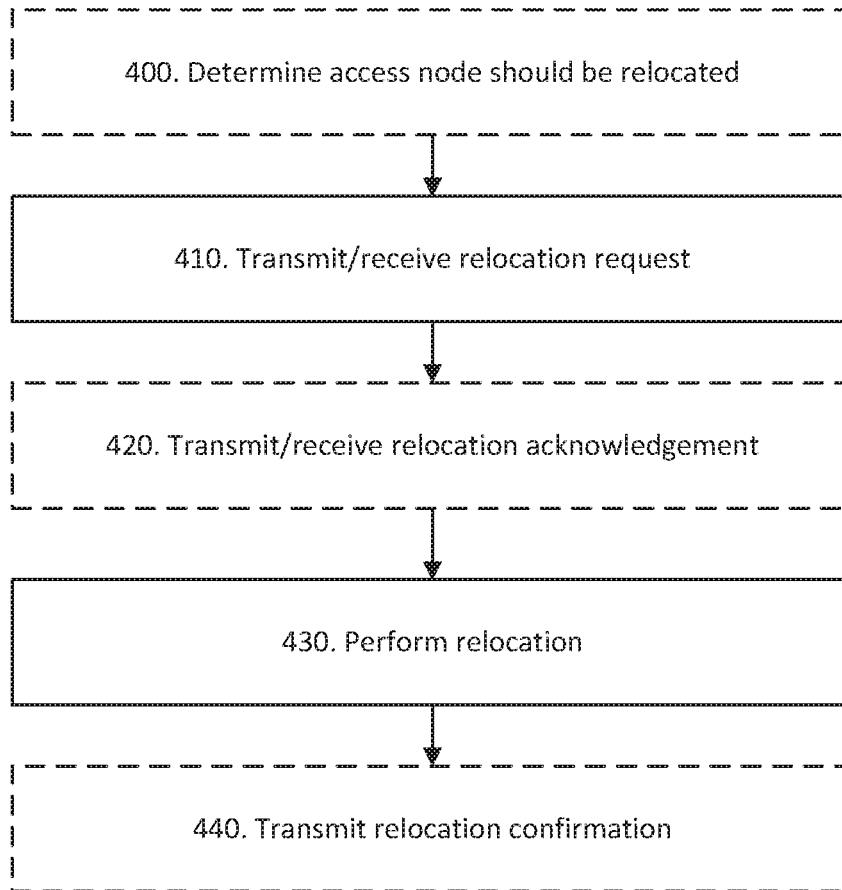 400. Determine access node should be relocated
410. Transmit/receive relocation request
420. Transmit/receive relocation acknowledgement
430. Perform relocation
440. Transmit relocation confirmation